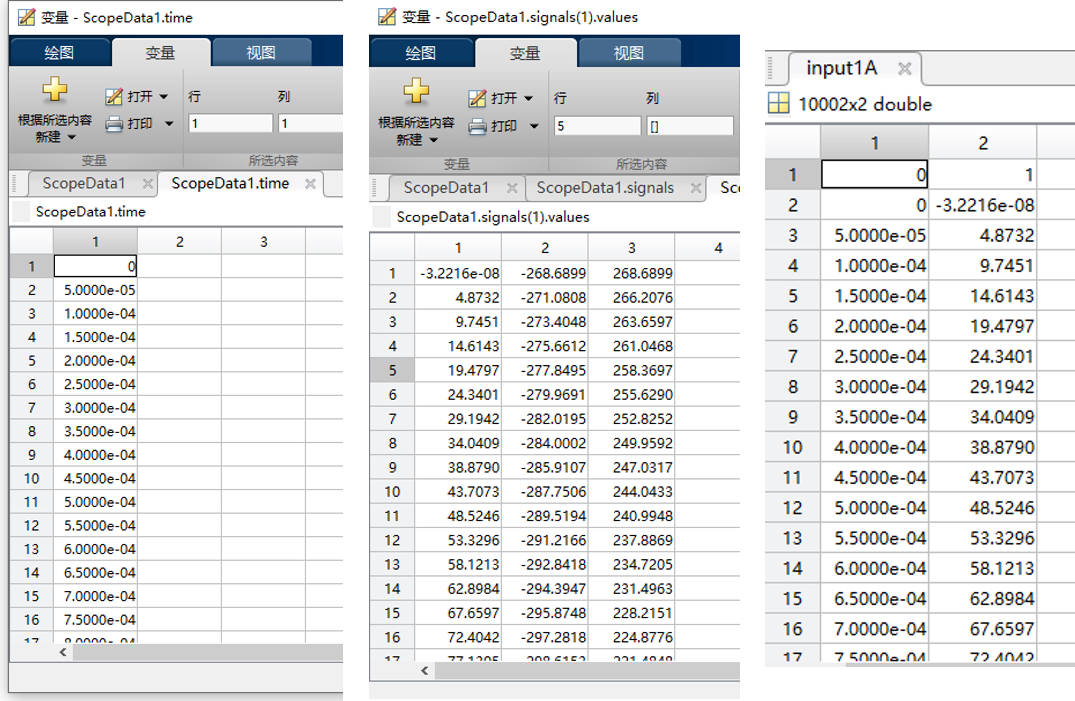 变量 - ScopeData1.time
绘图 变量 视图
根据所选内容
新建
打开
打印
行 列
1 1
变量 所选内容
ScopeData1 ScopeData1.time
ScopeData1.time
1 2 3
1 0
2 5.0000e-05
3 1.0000e-04
4 1.5000e-04
5 2.0000e-04
6 2.5000e-04
7 3.0000e-04
8 3.5000e-04
9 4.0000e-04
10 4.5000e-04
11 5.0000e-04
12 5.5000e-04
13 6.0000e-04
14 6.5000e-04
15 7.0000e-04
16 7.5000e-04
17 8.0000e-04
变量 - ScopeData1.signals(1).values
绘图 变量 视图
根据所选内容
新建
打开
打印
行 列
5 []
变量 所选内容
ScopeData1 ScopeData1.signals Sc
ScopeData1.signals(1).values
1 2 3 4
1 -3.2216e-08 -268.6899 268.6899
2 4.8732 -271.0808 266.2076
3 9.7451 -273.4048 263.6597
4 14.6143 -275.6612 261.0468
5 19.4797 -277.8495 258.3697
6 24.3401 -279.9691 255.6290
7 29.1942 -282.0195 252.8252
8 34.0409 -284.0002 249.9592
9 38.8790 -285.9107 247.0317
10 43.7073 -287.7506 244.0433
11 48.5246 -289.5194 240.9948
12 53.3296 -291.2166 237.8869
13 58.1213 -292.8418 234.7205
14 62.8984 -294.3947 231.4963
15 67.6597 -295.8748 228.2151
16 72.4042 -297.2818 224.8776
17 77.1205 -298.6153 221.4848
input1A
10002x2 double
1 2
1 0 1
2 0 -3.2216e-08
3 5.0000e-05 4.8732
4 1.0000e-04 9.7451
5 1.5000e-04 14.6143
6 2.0000e-04 19.4797
7 2.5000e-04 24.3401
8 3.0000e-04 29.1942
9 3.5000e-04 34.0409
10 4.0000e-04 38.8790
11 4.5000e-04 43.7073
12 5.0000e-04 48.5246
13 5.5000e-04 53.3296
14 6.0000e-04 58.1213
15 6.5000e-04 62.8984
16 7.0000e-04 67.6597
17 7.5000e-04 72.4042